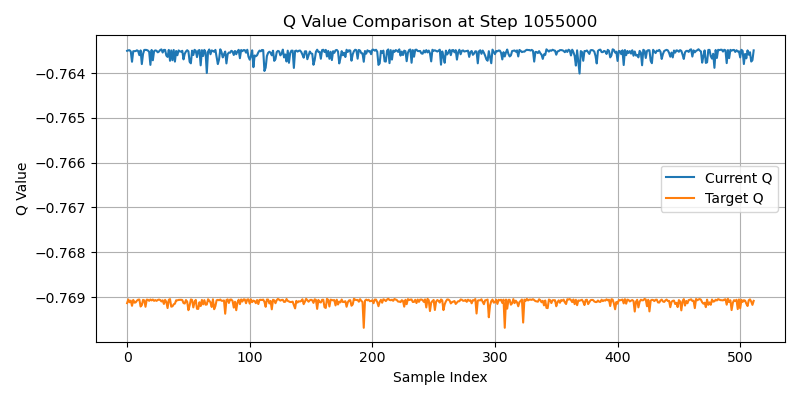 Q Value Comparison at Step 1055000
Q Value
−0.764
−0.765
−0.766
−0.767
−0.768
−0.769
Current Q
Target Q
0
100
200
300
400
500
Sample Index